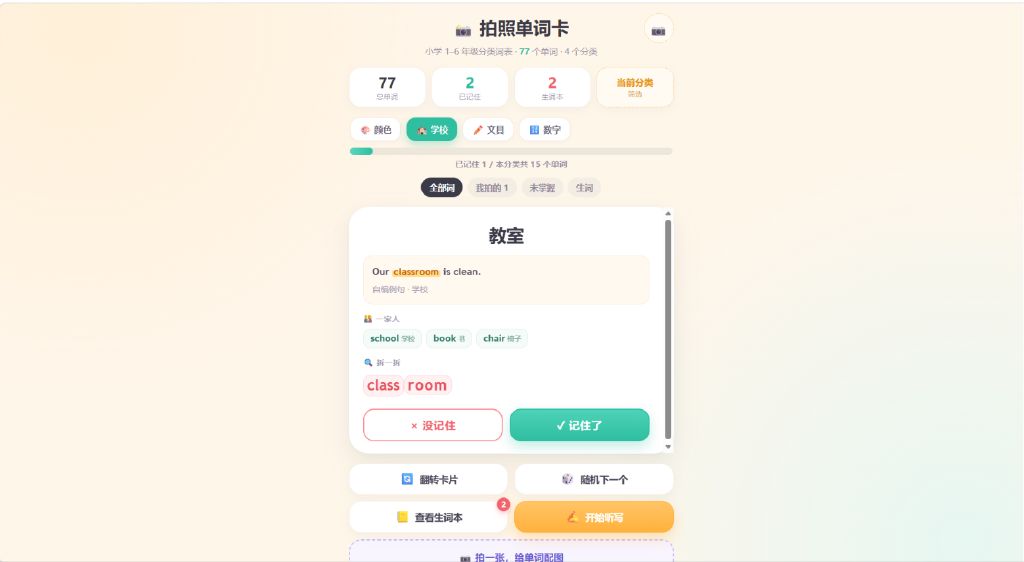 拍照单词卡
小学 1-6 年级分类词表 · 77 个单词 · 4 个分类
77
总单词
2
已记住
2
生词本
当前分类
筛选
颜色
学校
文具
数字
已记住 1 / 本分类共 15 个单词
全部词
我拍的 1
未掌握
生词
教室
Our classroom is clean.
自编例句 · 学校
一家人
school 学校
book 书
chair 椅子
拆一拆
class room
× 没记住
✓ 记住了
翻转卡片
随机下一个
查看生词本
2
开始听写
拍一张，给单词配图